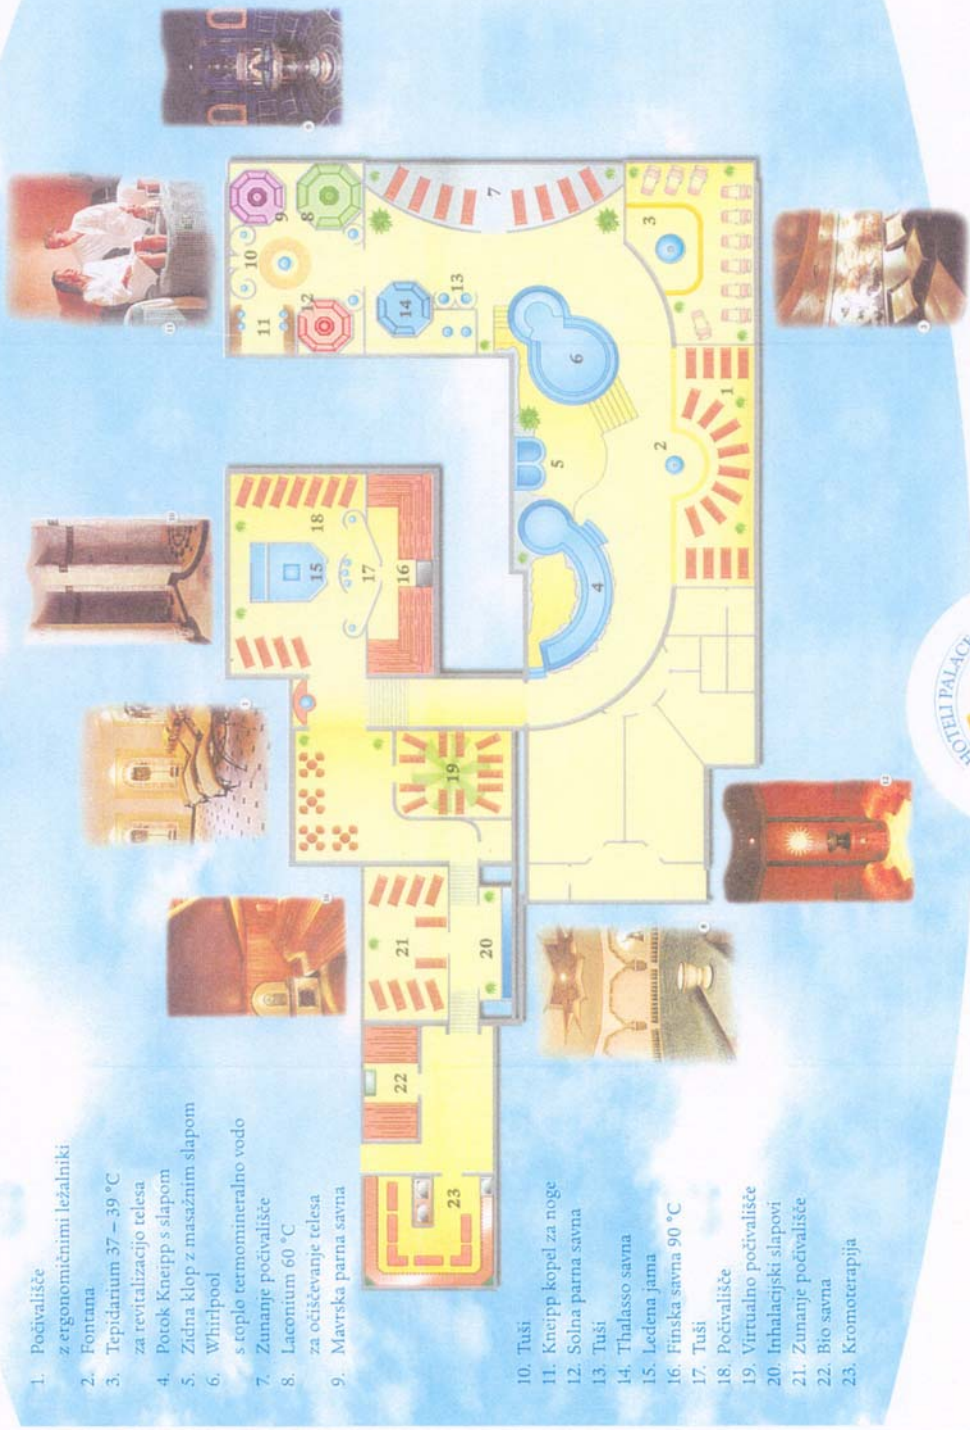 1. Počivališče
z ergonomičnimi ležalniki
2. Fontana
3. Tepidarium 37 – 39 °C
za revitalizacijo telesa
4. Potok Kneipp s slapom
5. Zidna klop z masažnim slapom
6. Whirlpool
s toplo termomineralno vodo
7. Zunanje počivališče
8. Laconium 60 °C
za očiščevanje telesa
9. Mavrska parna savna
10. Tuši
11. Kneipp kopel za noge
12. Solna parna savna
13. Tuši
14. Thalasso savna
15. Ledena jama
16. Finska savna 90 °C
17. Tuši
18. Počivališče
19. Virtualno počivališče
20. Inhalacijski slapovi
21. Zunanje počivališče
22. Bio savna
23. Kromoterapija
23
22
21
20
19
18
15
17
16
11
10
9
8
12
14
13
7
4
5
6
2
1
3
HOTELI PALACE